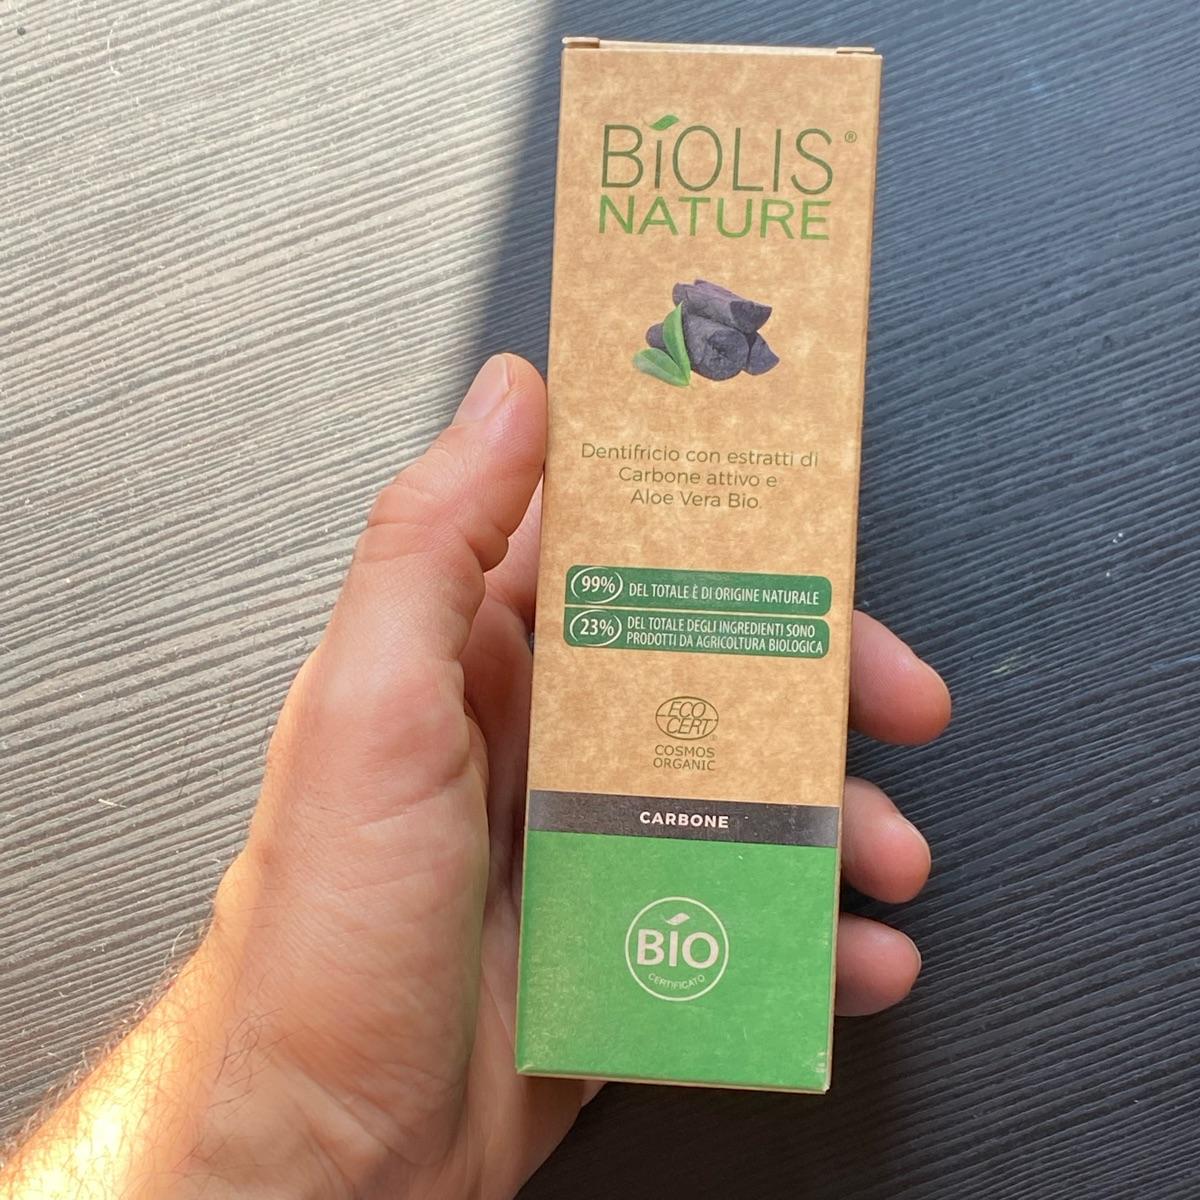 BIOLIS®
NATURE
Dentifricio con estratti di
Carbone attivo e
Aloe Vera Bio.
99% DEL TOTALE È DI ORIGINE NATURALE
23% DEL TOTALE DEGLI INGREDIENTI SONO
PRODOTTI DA AGRICOLTURA BIOLOGICA
ECO
CERT®
COSMOS
ORGANIC
CARBONE
BIO
CERTIFICATO